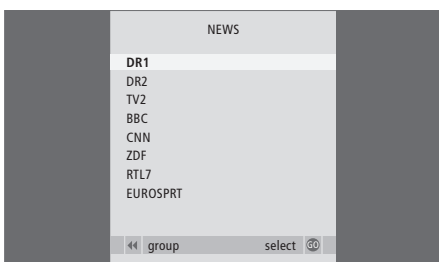 NEWS
DR1
DR2
TV2
BBC
CNN
ZDF
RTL7
EUROSPRT
group select GO